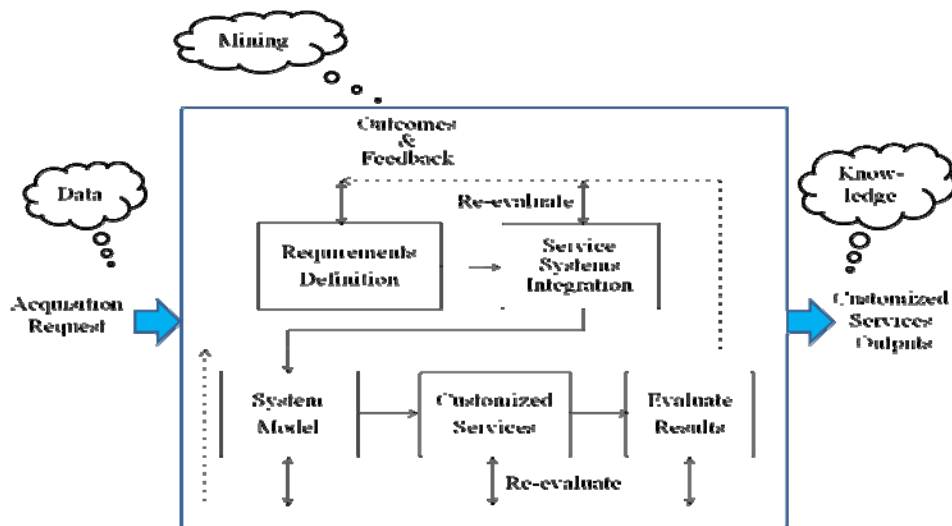 Mining
Outcomes
&
Feedback
Data
Know-
ledge
Re-evaluate
Requirements
Definition
Service
Systems
Integration
Acquisition
Request
Customized
Services
Outputs
System
Model
Customized
Services
Evaluate
Results
Re-evaluate